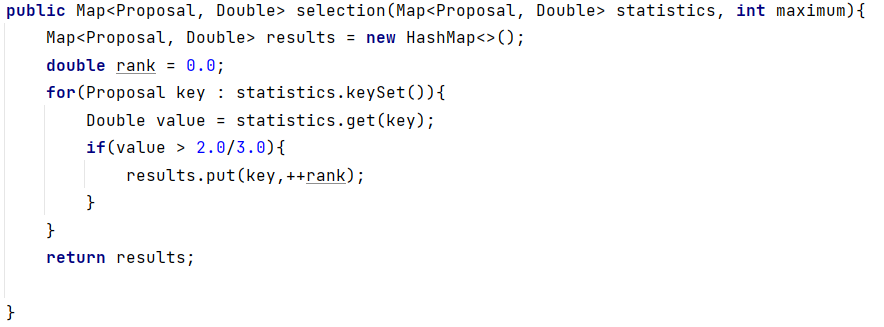 public Map<Proposal, Double> selection(Map<Proposal, Double> statistics, int maximum){
    Map<Proposal, Double> results = new HashMap<>();
    double rank = 0.0;
    for(Proposal key : statistics.keySet()){
        Double value = statistics.get(key);
        if(value > 2.0/3.0){
            results.put(key,++rank);
        }
    }
    return results;
}